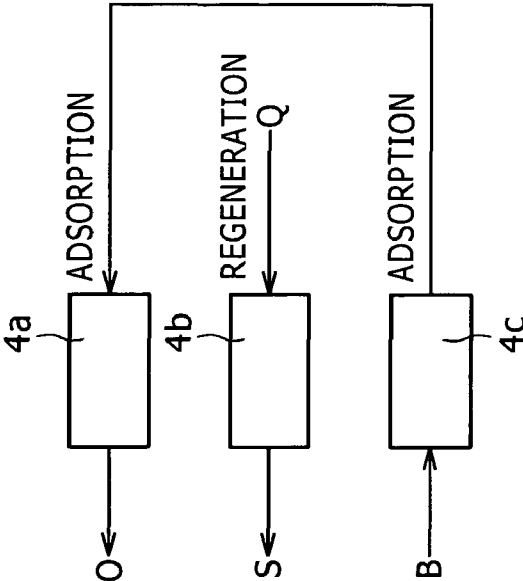 4a
ADSORPTION
O
4b
REGENERATION
Q
S
4c
ADSORPTION
B